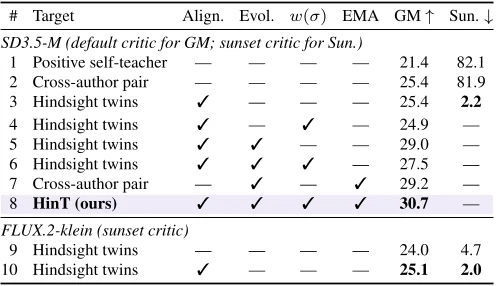 # Target Align. Evol. w(σ) EMA GM ↑ Sun. ↓
SD3.5-M (default critic for GM; sunset critic for Sun.)
1 Positive self-teacher — — — — 21.4 82.1
2 Cross-author pair — — — — 25.4 81.9
3 Hindsight twins ✓ — — — 25.4 2.2
4 Hindsight twins ✓ — ✓ — 24.9 —
5 Hindsight twins ✓ ✓ — — 29.0 —
6 Hindsight twins ✓ ✓ ✓ — 27.5 —
7 Cross-author pair — ✓ — ✓ 29.2 —
8 HinT (ours) ✓ ✓ ✓ ✓ 30.7 —
FLUX.2-klein (sunset critic)
9 Hindsight twins — — — — 24.0 4.7
10 Hindsight twins ✓ — — — 25.1 2.0